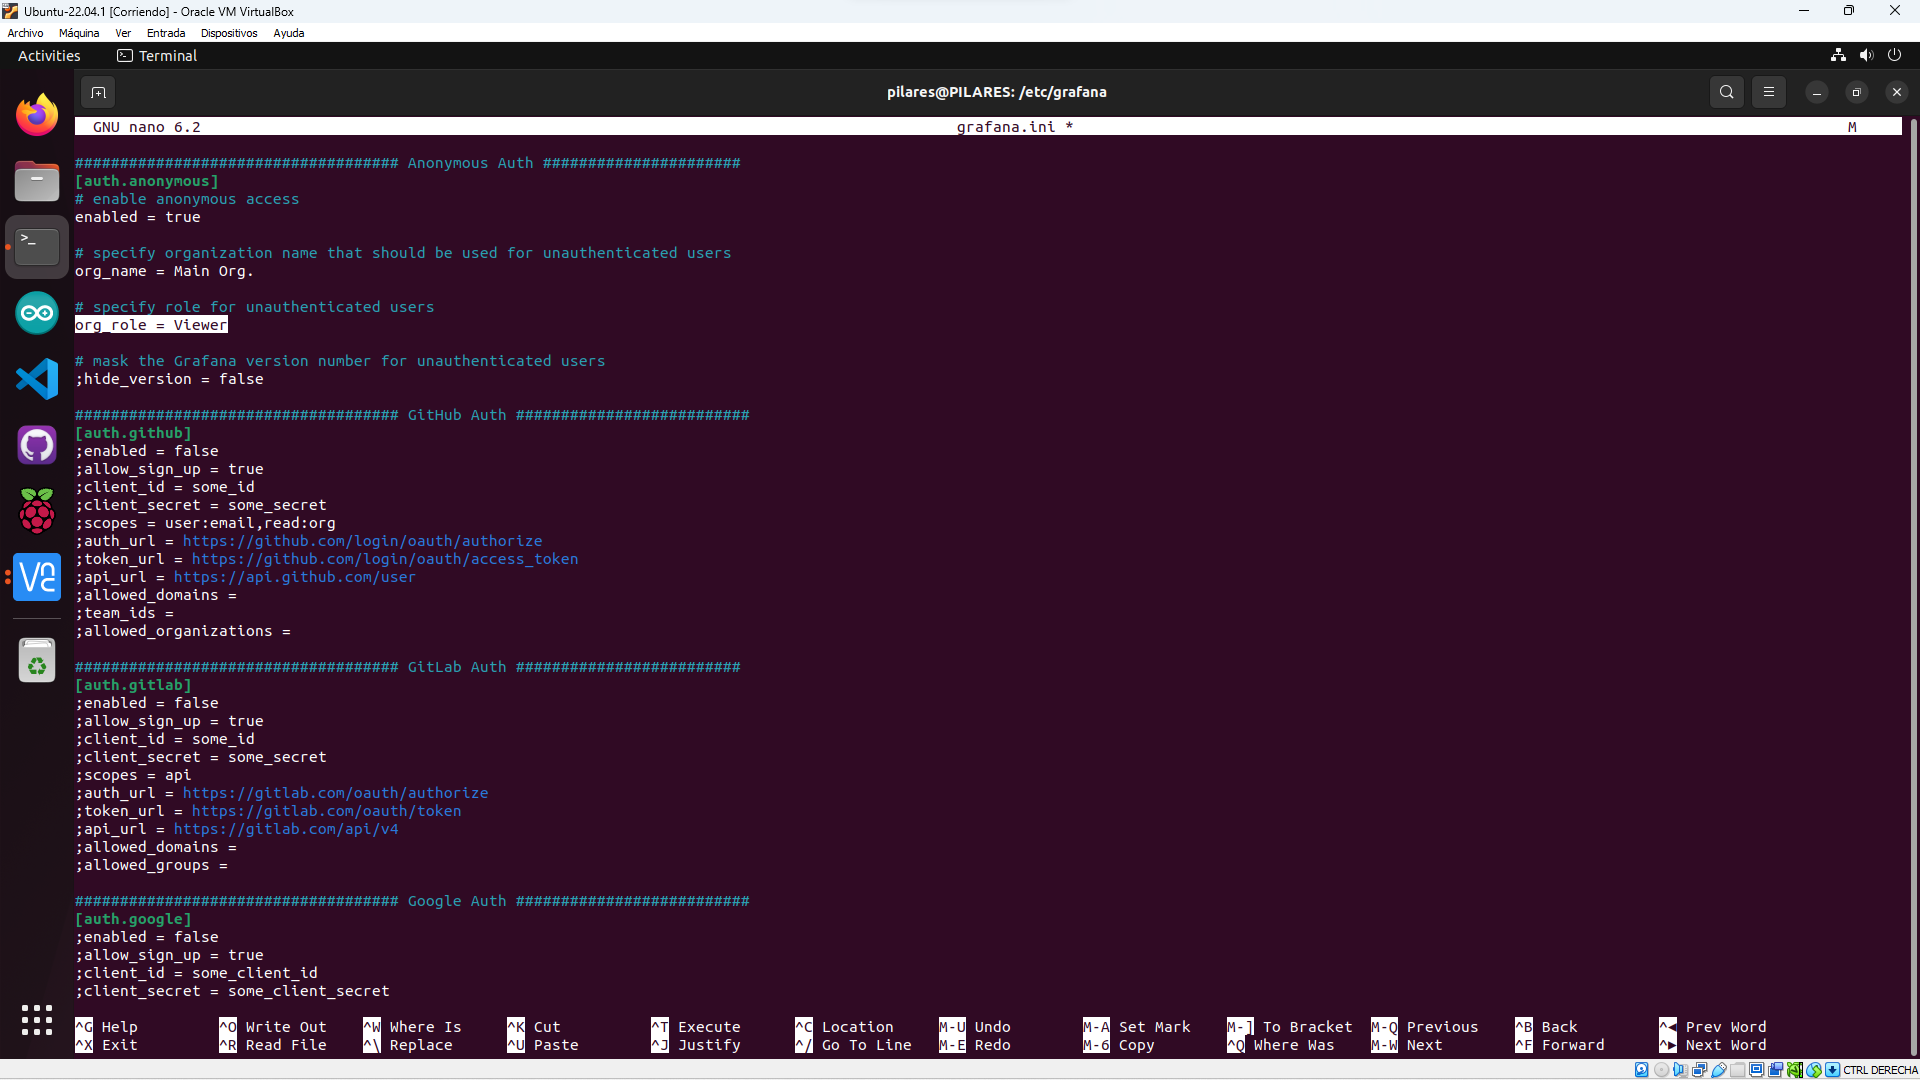 Ubuntu-22.04.1 [Corriendo] - Oracle VM VirtualBox
Archivo Máquina Ver Entrada Dispositivos Ayuda
Activities Terminal
pilares@PILARES: /etc/grafana
GNU nano 6.2 grafana.ini * M
#################################### Anonymous Auth ######################
[auth.anonymous]
# enable anonymous access
enabled = true
# specify organization name that should be used for unauthenticated users
org_name = Main Org.
# specify role for unauthenticated users
org_role = Viewer
# mask the Grafana version number for unauthenticated users
;hide_version = false
#################################### GitHub Auth ##########################
[auth.github]
;enabled = false
;allow_sign_up = true
;client_id = some_id
;client_secret = some_secret
;scopes = user:email,read:org
;auth_url = https://github.com/login/oauth/authorize
;token_url = https://github.com/login/oauth/access_token
;api_url = https://api.github.com/user
;allowed_domains =
;team_ids =
;allowed_organizations =
#################################### GitLab Auth #########################
[auth.gitlab]
;enabled = false
;allow_sign_up = true
;client_id = some_id
;client_secret = some_secret
;scopes = api
;auth_url = https://gitlab.com/oauth/authorize
;token_url = https://gitlab.com/oauth/token
;api_url = https://gitlab.com/api/v4
;allowed_domains =
;allowed_groups =
#################################### Google Auth ##########################
[auth.google]
;enabled = false
;allow_sign_up = true
;client_id = some_client_id
;client_secret = some_client_secret
^G Help ^O Write Out ^W Where Is ^K Cut ^T Execute ^C Location M-U Undo M-A Set Mark M-] To Bracket M-Q Previous ^B Back ^◀ Prev Word
^X Exit ^R Read File ^\ Replace ^U Paste ^J Justify ^/ Go To Line M-E Redo M-6 Copy ^Q Where Was M-W Next ^F Forward ^▶ Next Word
CTRL DERECHA